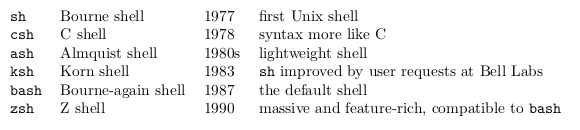 sh Bourne shell 1977 first Unix shell
csh C shell 1978 syntax more like C
ash Almquist shell 1980s lightweight shell
ksh Korn shell 1983 sh improved by user requests at Bell Labs
bash Bourne-again shell 1987 the default shell
zsh Z shell 1990 massive and feature-rich, compatible to bash